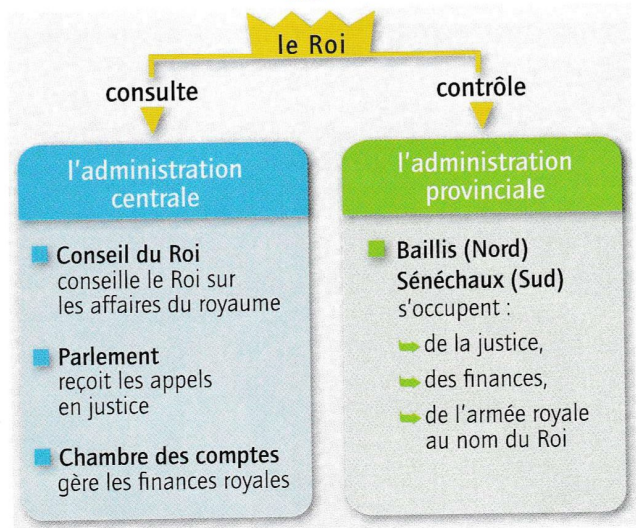 le Roi
consulte
contrôle
l'administration
centrale
Conseil du Roi
conseille le Roi sur
les affaires du royaume
Parlement
reçoit les appels
en justice
Chambre des comptes
gère les finances royales
l'administration
provinciale
Baillis (Nord)
Sénéchaux (Sud)
s'occupent :
de la justice,
des finances,
de l'armée royale
au nom du Roi